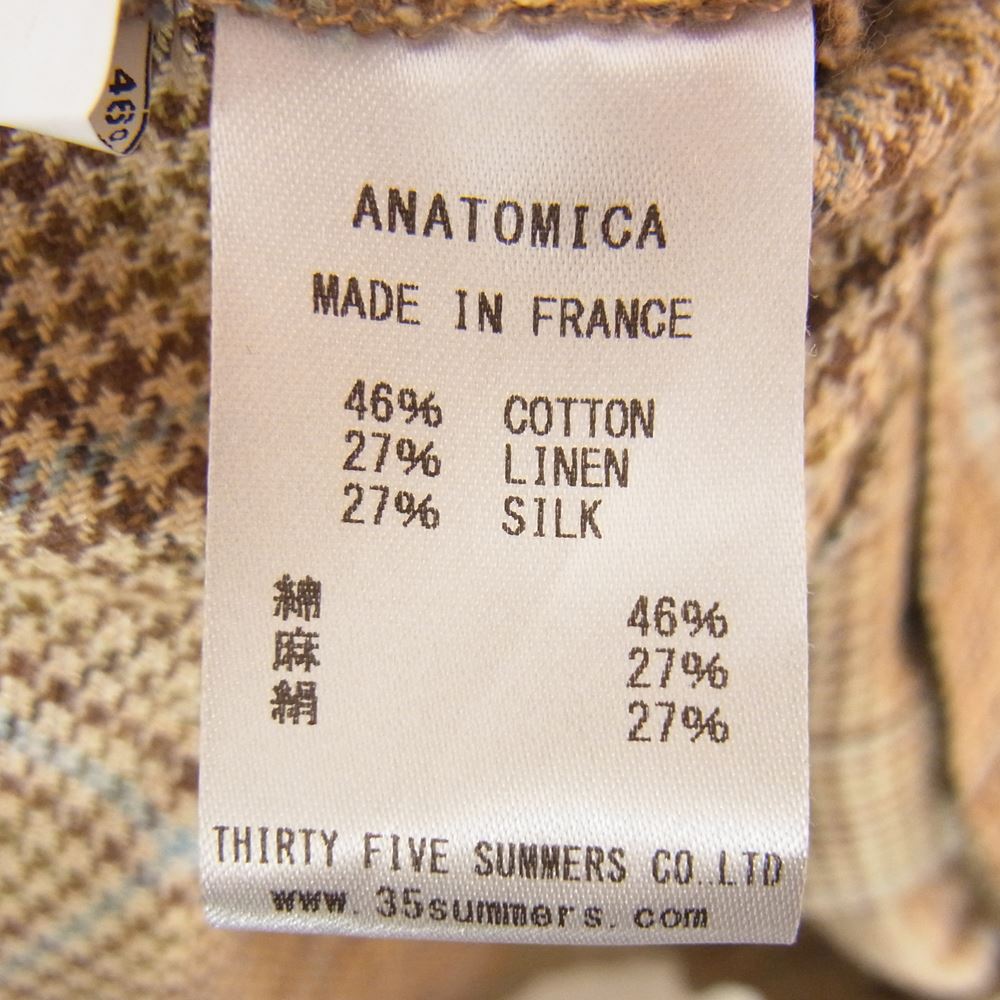 ANATOMICA
MADE IN FRANCE
46% COTTON
27% LINEN
27% SILK
綿 46%
麻 27%
絹 27%
THIRTY FIVE SUMMERS CO.,LTD
www.35summers.com
46